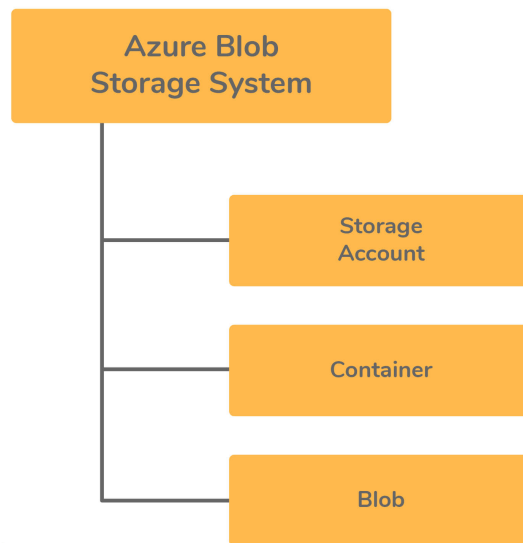 Azure Blob
Storage System
Storage
Account
Container
Blob